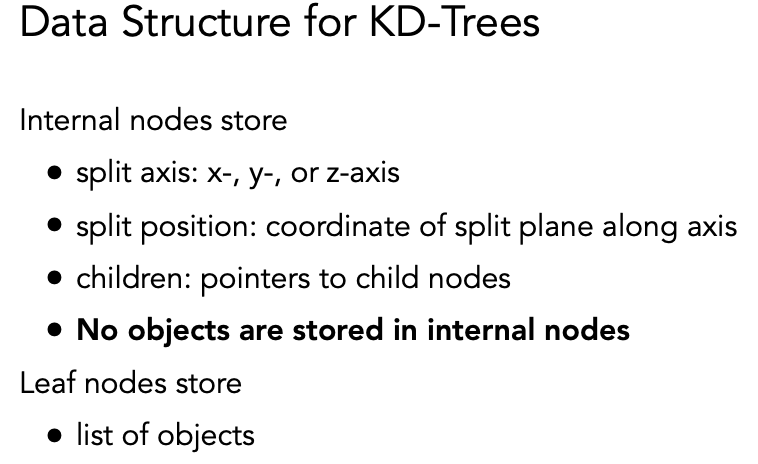 Data Structure for KD-Trees
Internal nodes store
• split axis: x-, y-, or z-axis
• split position: coordinate of split plane along axis
• children: pointers to child nodes
• No objects are stored in internal nodes
Leaf nodes store
• list of objects